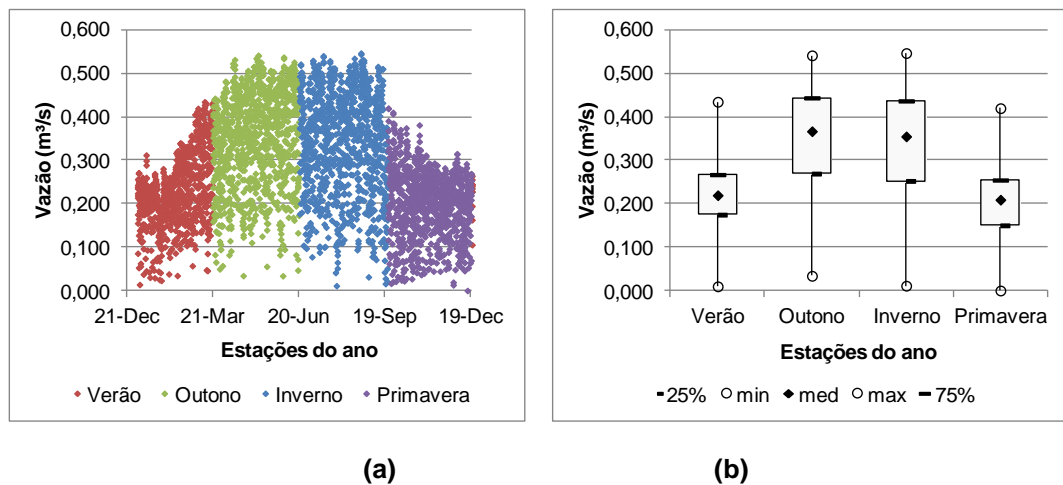 0,600
0,500
0,400
0,300
0,200
0,100
0,000
Vazão (m³/s)
21-Dec 21-Mar 20-Jun 19-Sep 19-Dec
Estações do ano
Verão Outono Inverno Primavera
(a)
0,600
0,500
0,400
0,300
0,200
0,100
0,000
Vazão (m³/s)
Verão Outono Inverno Primavera
Estações do ano
25% min med max 75%
(b)